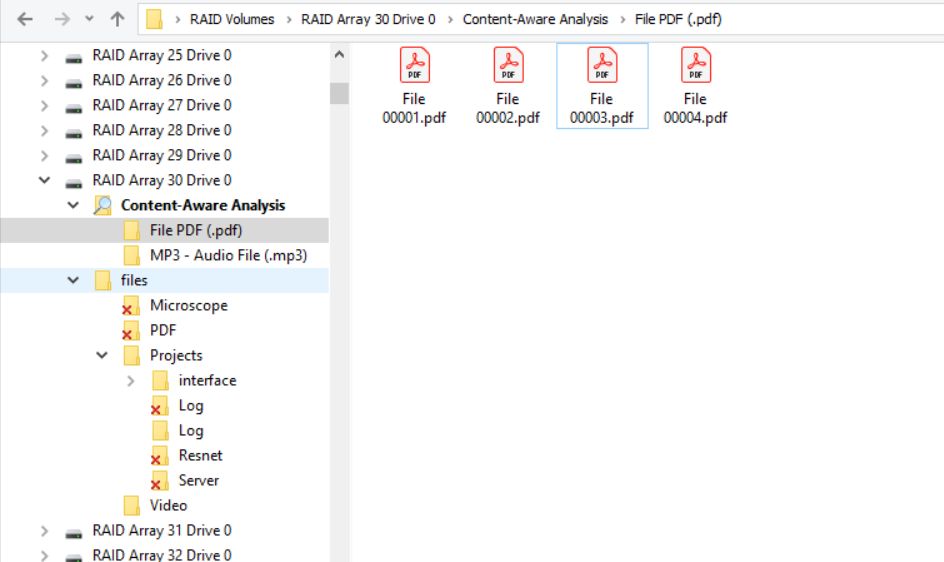 RAID Volumes > RAID Array 30 Drive 0 > Content-Aware Analysis > File PDF (.pdf)
RAID Array 25 Drive 0
RAID Array 26 Drive 0
RAID Array 27 Drive 0
RAID Array 28 Drive 0
RAID Array 29 Drive 0
RAID Array 30 Drive 0
Content-Aware Analysis
File PDF (.pdf)
MP3 - Audio File (.mp3)
files
Microscope
PDF
Projects
interface
Log
Log
Resnet
Server
Video
RAID Array 31 Drive 0
RAID Array 32 Drive 0
PDF
File
00001.pdf
PDF
File
00002.pdf
PDF
File
00003.pdf
PDF
File
00004.pdf